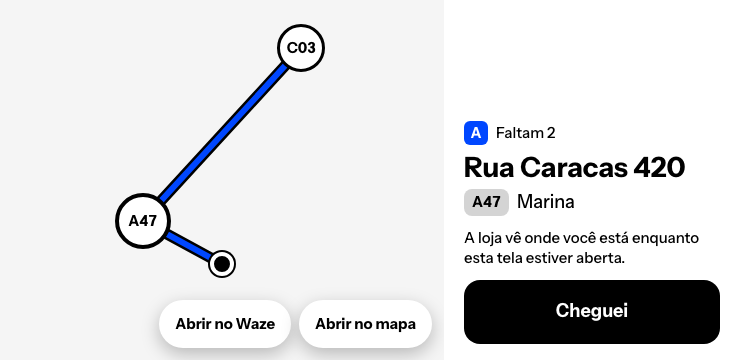 C03
A47
Abrir no Waze
Abrir no mapa
A Faltam 2
Rua Caracas 420
A47 Marina
A loja vê onde você está enquanto
esta tela estiver aberta.
Cheguei